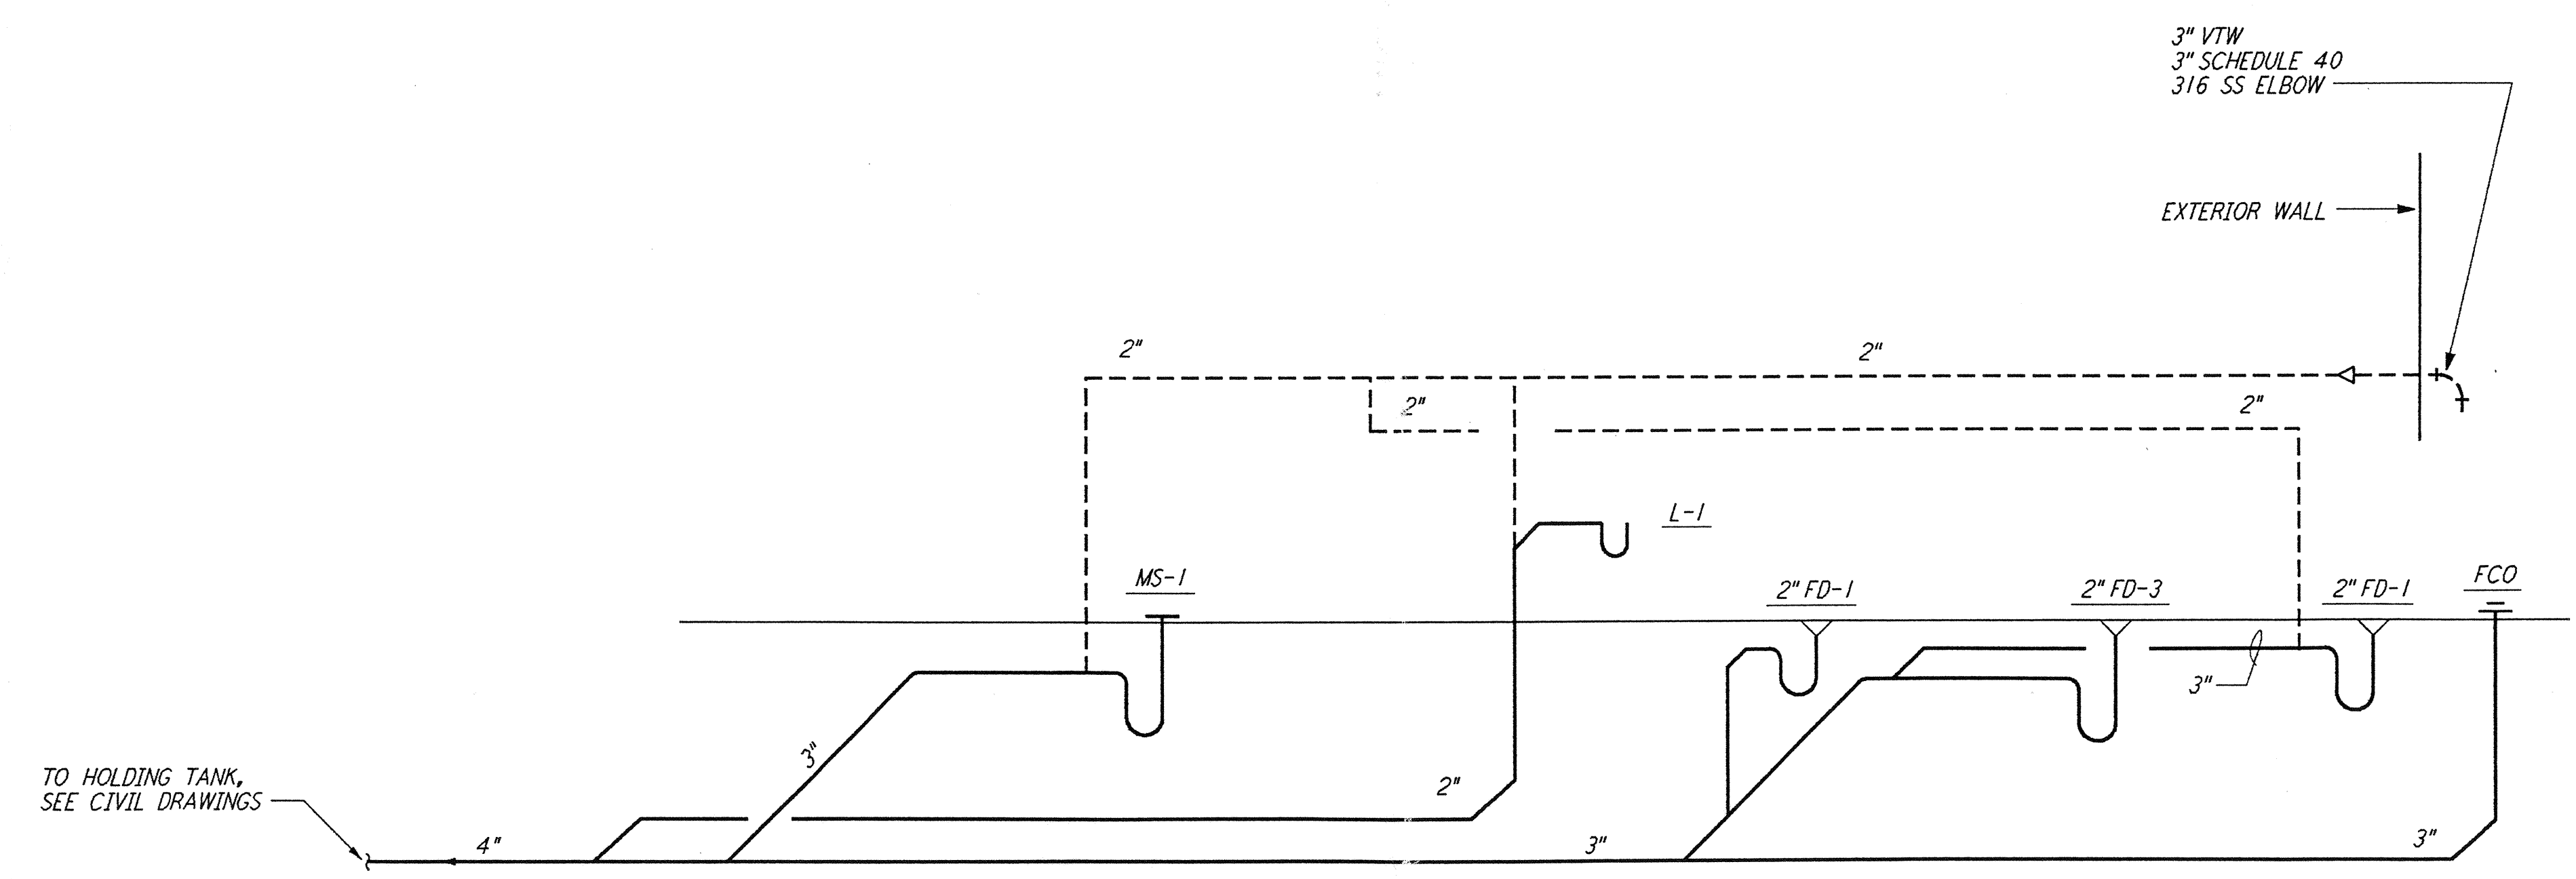 3" VTW
3" SCHEDULE 40
316 SS ELBOW
EXTERIOR WALL
2"
2"
2"
2"
L-1
MS-1
2" FD-1
2" FD-3
2" FD-1
FCO
3"
3"
TO HOLDING TANK,
SEE CIVIL DRAWINGS
2"
4"
3"
3"